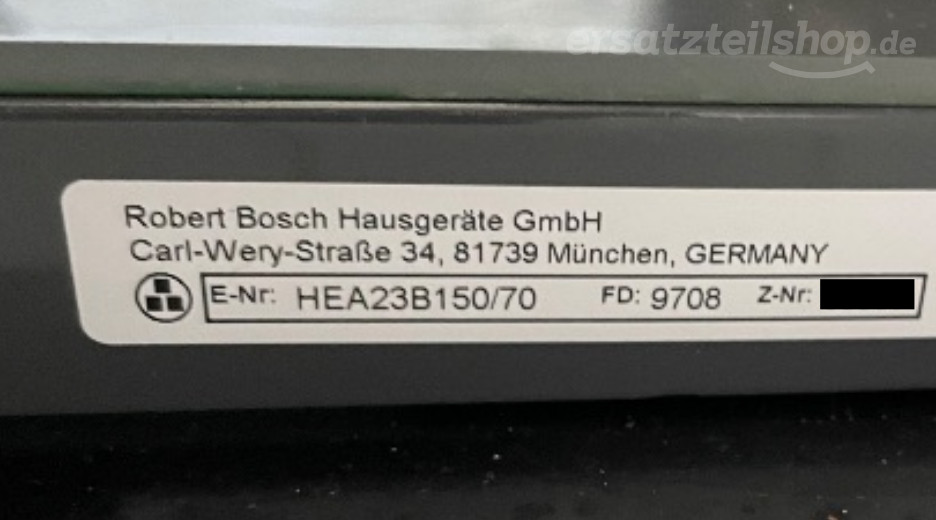 ersatzteilshop.de
Robert Bosch Hausgeräte GmbH
Carl-Wery-Straße 34, 81739 München, GERMANY
E-Nr: HEA23B150/70 FD: 9708 Z-Nr: